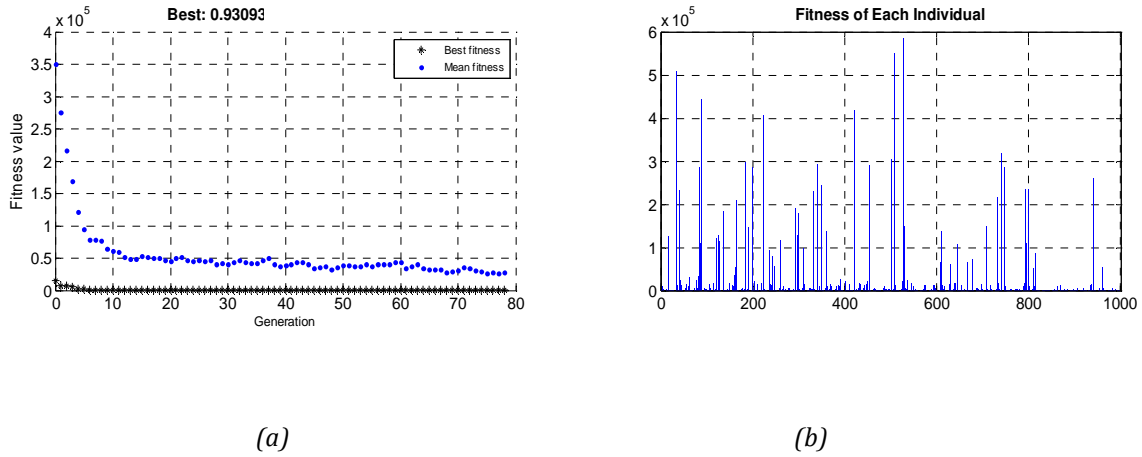 Best: 0.93093
x 10^5
4
3.5
3
2.5
2
1.5
1
0.5
0
Fitness value
Best fitness
Mean fitness
0 10 20 30 40 50 60 70 80
Generation
(a)
Fitness of Each Individual
x 10^5
6
5
4
3
2
1
0
0 200 400 600 800 1000
(b)